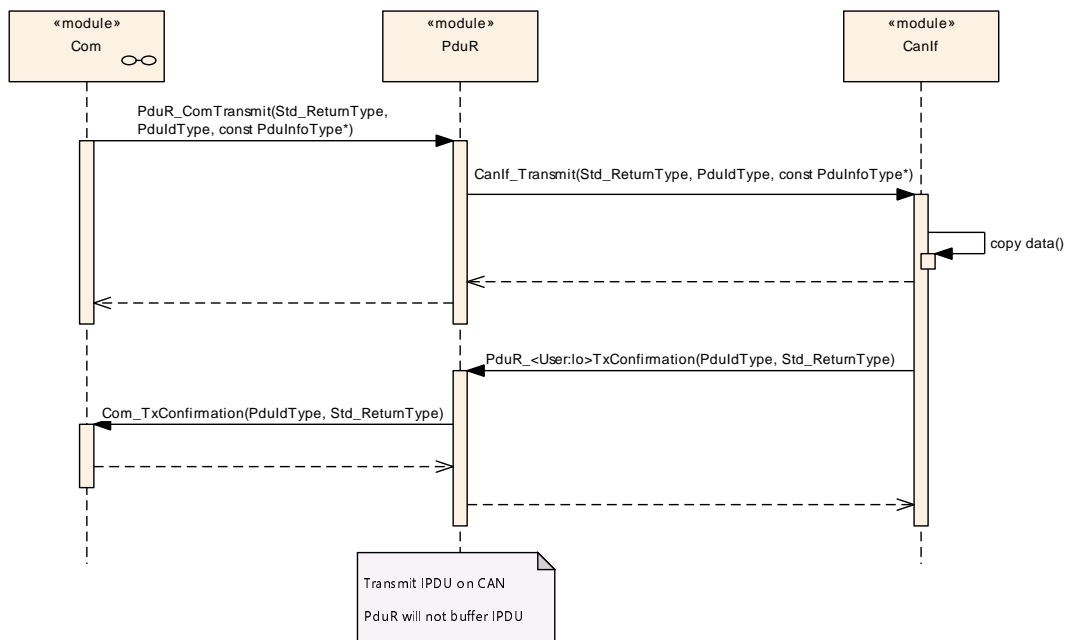 «module»
Com
«module»
PduR
«module»
CanIf
PduR_ComTransmit(Std_ReturnType,
PduIdType, const PduInfoType*)
CanIf_Transmit(Std_ReturnType, PduIdType, const PduInfoType*)
copy data()
PduR_<User:lo>TxConfirmation(PduIdType, Std_ReturnType)
Com_TxConfirmation(PduIdType, Std_ReturnType)
Transmit IPDU on CAN
PduR will not buffer IPDU